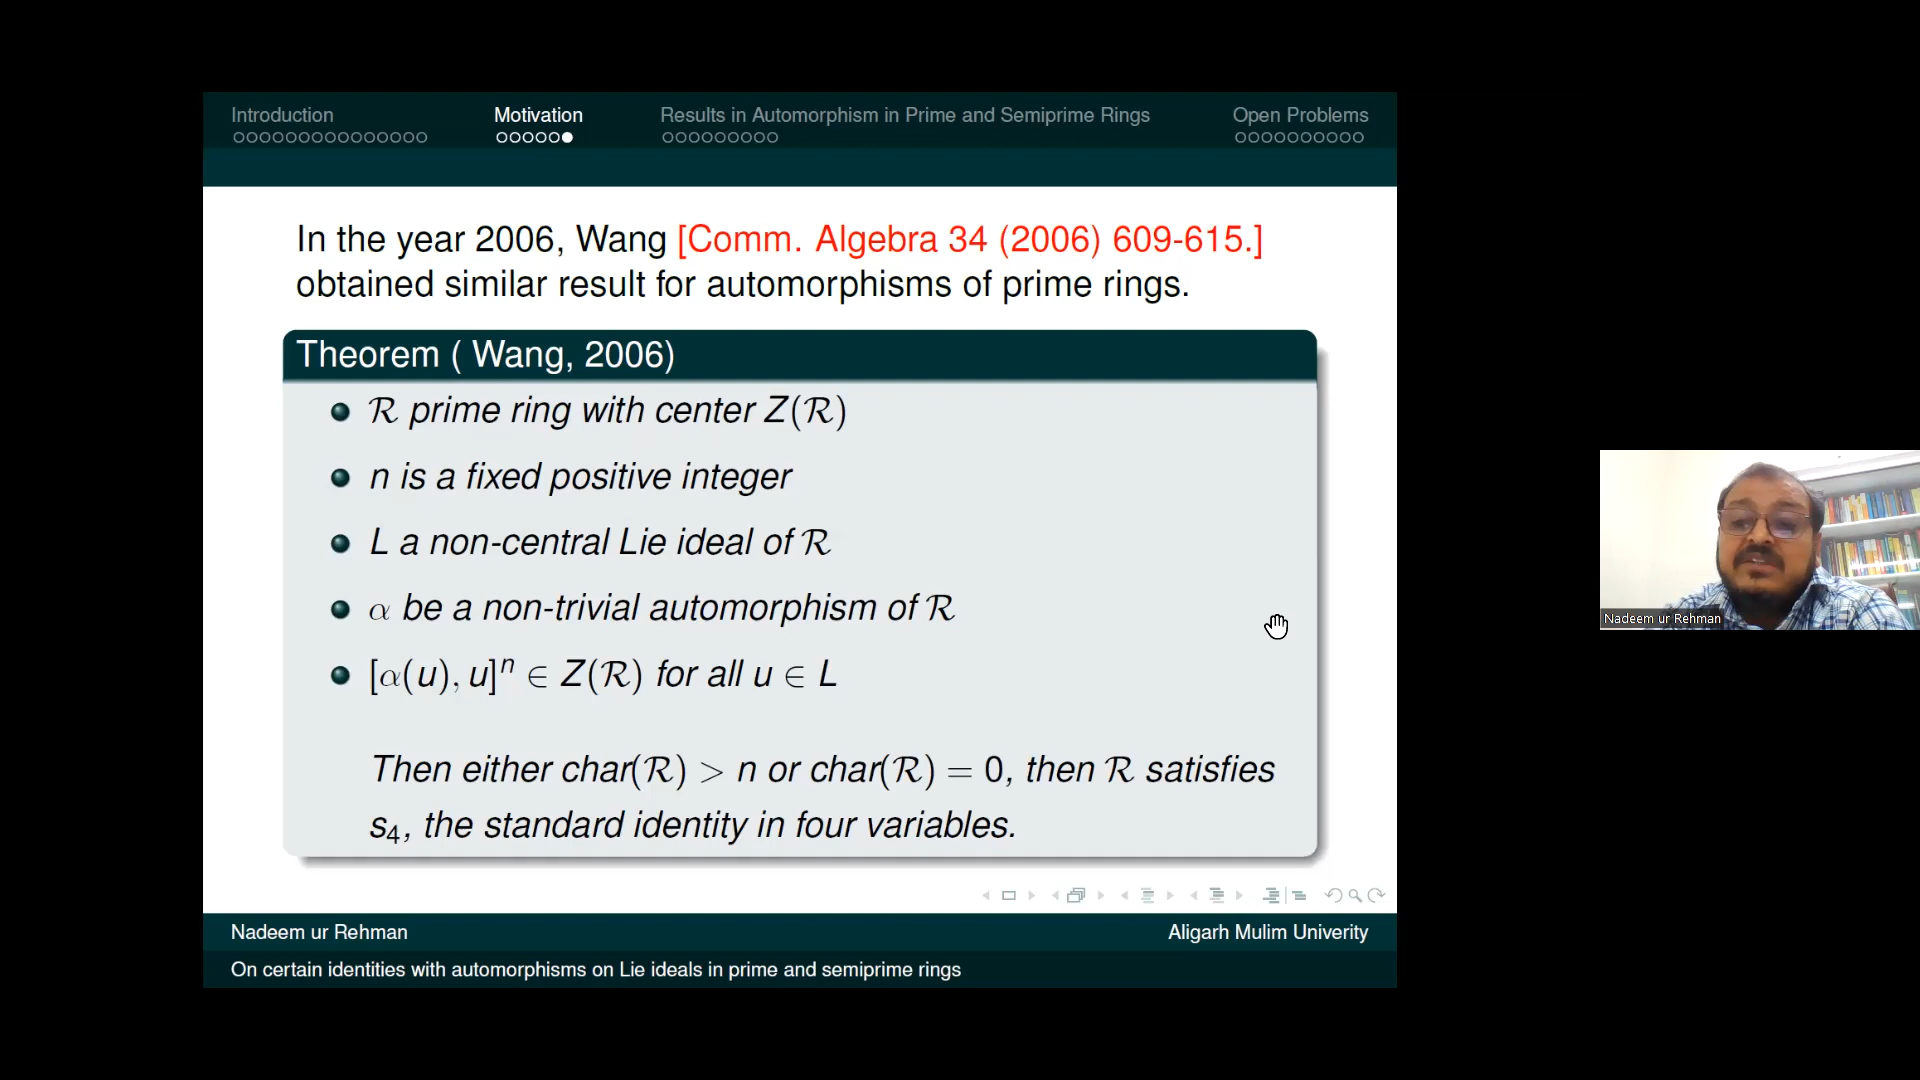 Introduction
Motivation
Results in Automorphism in Prime and Semiprime Rings
Open Problems
In the year 2006, Wang [Comm. Algebra 34 (2006) 609-615.]
obtained similar result for automorphisms of prime rings.
Theorem ( Wang, 2006)
ℛ prime ring with center Z(ℛ)
n is a fixed positive integer
L a non-central Lie ideal of ℛ
α be a non-trivial automorphism of ℛ
[α(u), u]ⁿ ∈ Z(ℛ) for all u ∈ L
Then either char(ℛ) > n or char(ℛ) = 0, then ℛ satisfies
s₄, the standard identity in four variables.
Nadeem ur Rehman
Aligarh Mulim Univerity
On certain identities with automorphisms on Lie ideals in prime and semiprime rings
Nadeem ur Rehman